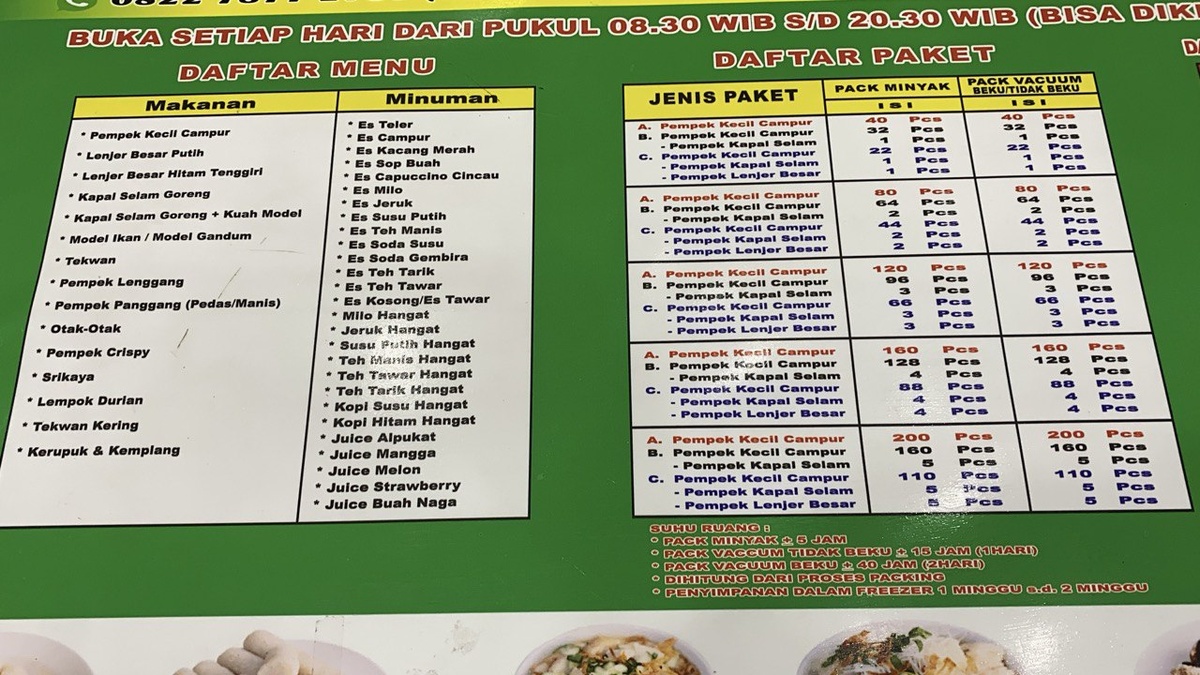 BUKA SETIAP HARI DARI PUKUL 08.30 WIB S/D 20.30 WIB (BISA
DAFTAR MENU
Makanan
* Pempek Kecil Campur
* Lenjer Besar Putih
* Lenjer Besar Hitam Tenggiri
* Kapal Selam Goreng
* Kapal Selam Goreng + Kuah Model
* Model Ikan / Model Gandum
* Tekwan
* Pempek Lenggang
* Pempek Panggang (Pedas/Manis)
* Otak-Otak
* Pempek Crispy
* Srikaya
* Lempok Durian
* Tekwan Kering
* Kerupuk & Kemplang
Minuman
* Es Teler
* Es Campur
* Es Kacang Merah
* Es Sop Buah
* Es Capuccino Cincau
* Es Milo
* Es Jeruk
* Es Susu Putih
* Es Teh Manis
* Es Soda Susu
* Es Soda Gembira
* Es Teh Tarik
* Es Teh Tawar
* Es Kosong/Es Tawar
* Milo Hangat
* Jeruk Hangat
* Susu Putih Hangat
* Teh Manis Hangat
* Teh Tawar Hangat
* Teh Tarik Hangat
* Kopi Susu Hangat
* Kopi Hitam Hangat
* Juice Alpukat
* Juice Mangga
* Juice Melon
* Juice Strawberry
* Juice Buah Naga
DAFTAR PAKET
JENIS PAKET PACK MINYAK PACK VACUUM
BEKU/TIDAK BEKU
ISI ISI
A. Pempek Kecil Campur 40 Pcs 40 Pcs
B. Pempek Kecil Campur 32 Pcs 32 Pcs
- Pempek Kapal Selam 1 Pcs 1 Pcs
C. Pempek Kecil Campur 22 Pcs 22 Pcs
- Pempek Kapal Selam 1 Pcs 1 Pcs
- Pempek Lenjer Besar 1 Pcs 1 Pcs
A. Pempek Kecil Campur 80 Pcs 80 Pcs
B. Pempek Kecil Campur 64 Pcs 64 Pcs
- Pempek Kapal Selam 2 Pcs 2 Pcs
C. Pempek Kecil Campur 44 Pcs 44 Pcs
- Pempek Kapal Selam 2 Pcs 2 Pcs
- Pempek Lenjer Besar 2 Pcs 2 Pcs
A. Pempek Kecil Campur 120 Pcs 120 Pcs
B. Pempek Kecil Campur 96 Pcs 96 Pcs
- Pempek Kapal Selam 3 Pcs 3 Pcs
C. Pempek Kecil Campur 66 Pcs 66 Pcs
- Pempek Kapal Selam 3 Pcs 3 Pcs
- Pempek Lenjer Besar 3 Pcs 3 Pcs
A. Pempek Kecil Campur 160 Pcs 160 Pcs
B. Pempek Kecil Campur 128 Pcs 128 Pcs
- Pempek Kapal Selam 4 Pcs 4 Pcs
C. Pempek Kecil Campur 88 Pcs 88 Pcs
- Pempek Kapal Selam 4 Pcs 4 Pcs
- Pempek Lenjer Besar 4 Pcs 4 Pcs
A. Pempek Kecil Campur 200 Pcs 200 Pcs
B. Pempek Kecil Campur 160 Pcs 160 Pcs
- Pempek Kapal Selam 5 Pcs 5 Pcs
C. Pempek Kecil Campur 110 Pcs 110 Pcs
- Pempek Kapal Selam 5 Pcs 5 Pcs
- Pempek Lenjer Besar 5 Pcs 5 Pcs
SUHU RUANG :
* PACK MINYAK ± 5 JAM
* PACK VACCUM TIDAK BEKU ± 15 JAM (1HARI)
* PACK VACUUM BEKU ± 40 JAM (2HARI)
* DIHITUNG DARI PROSES PACKING
* PENYIMPANAN DALAM FREEZER 1 MINGGU s.d. 2 MINGGU